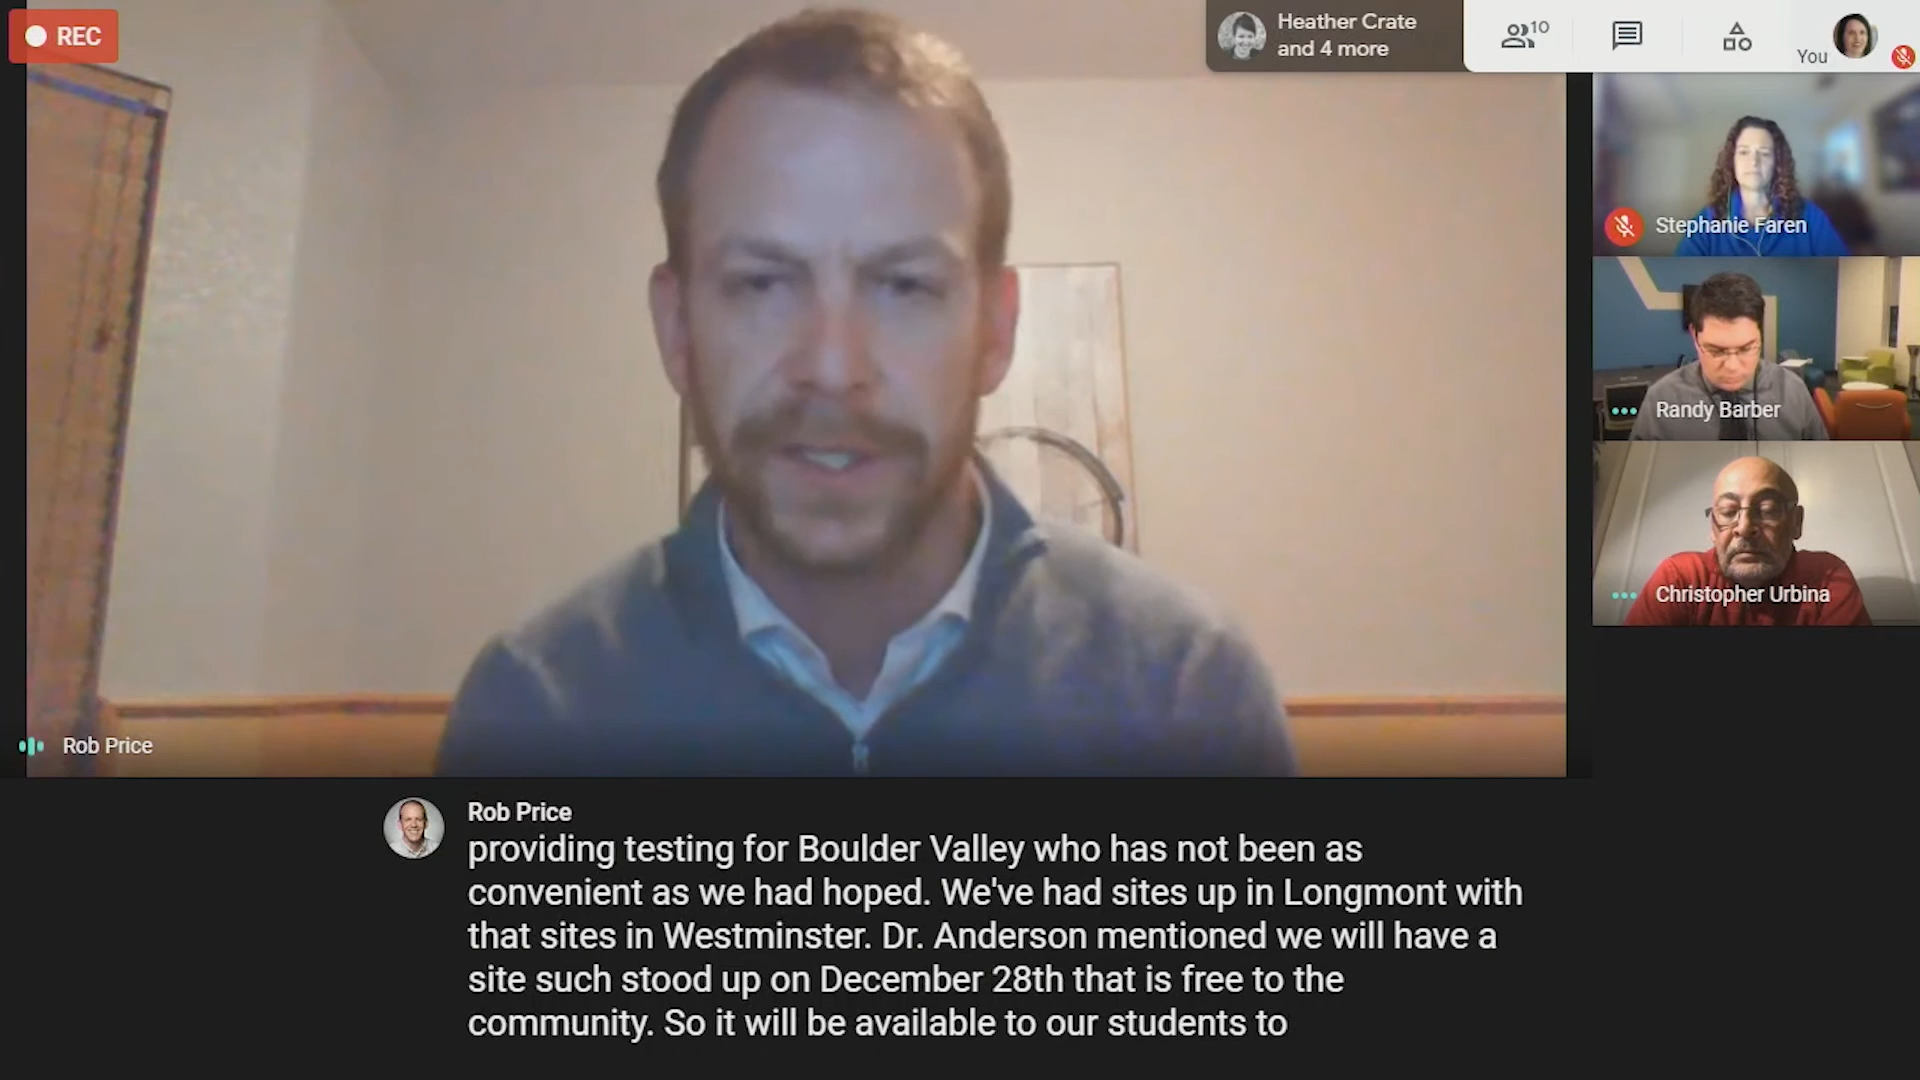 REC
Heather Crate
and 4 more
10
You
Stephanie Faren
Randy Barber
Christopher Urbina
Rob Price
Rob Price
providing testing for Boulder Valley who has not been as
convenient as we had hoped. We've had sites up in Longmont with
that sites in Westminster. Dr. Anderson mentioned we will have a
site such stood up on December 28th that is free to the
community. So it will be available to our students to